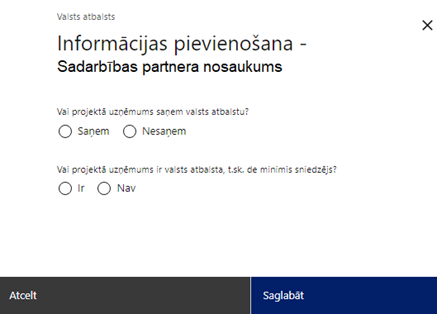 Valsts atbalsts
Informācijas pievienošana -
Sadarbības partnera nosaukums
Vai projektā uzņēmums saņem valsts atbalstu?
Saņem Nesaņem
Vai projektā uzņēmums ir valsts atbalsta, t.sk. de minimis sniedzējs?
Ir Nav
Atcelt Saglabāt